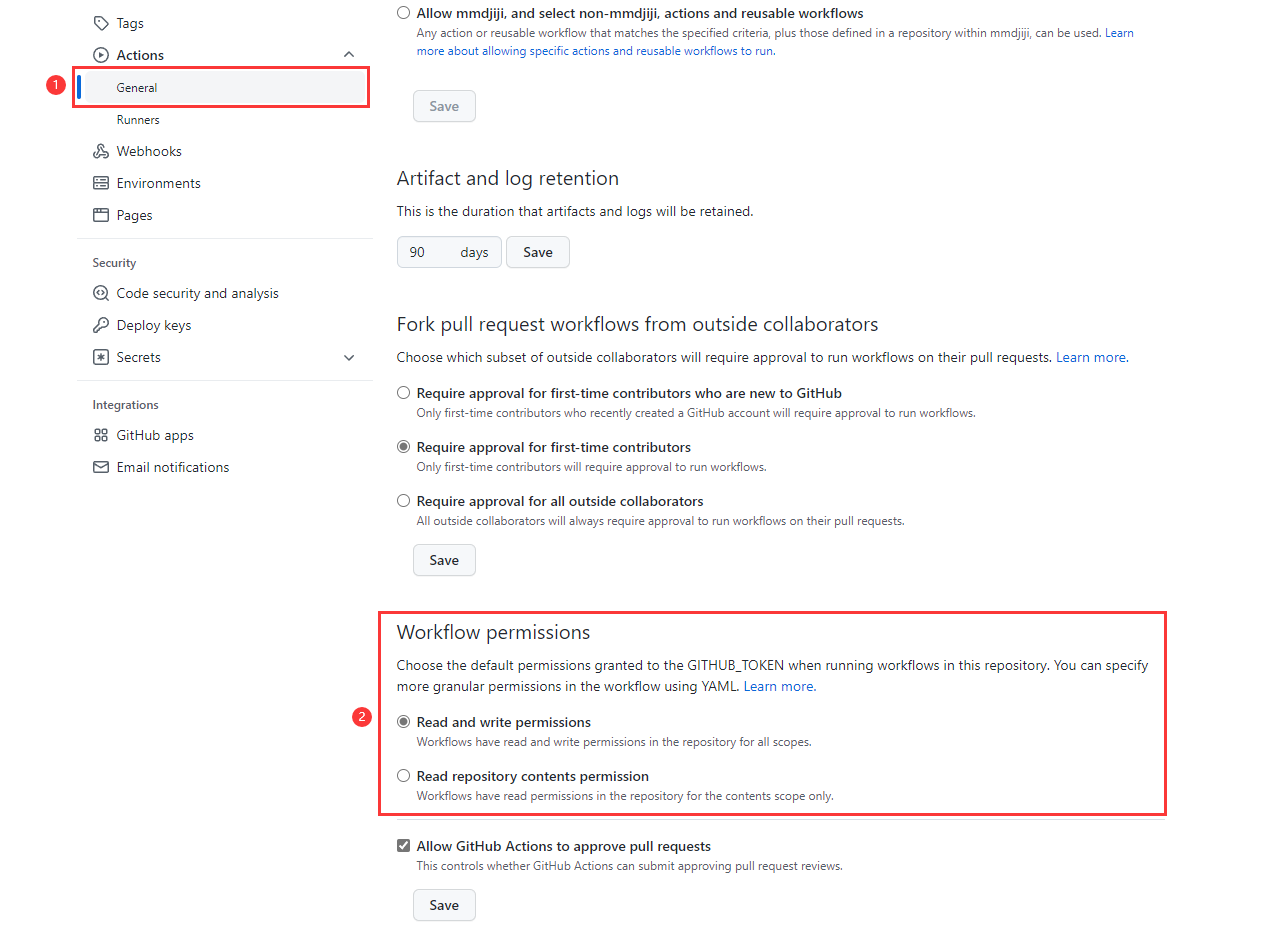 Tags
Actions
1
General
Runners
Webhooks
Environments
Pages
Security
Code security and analysis
Deploy keys
Secrets
Integrations
GitHub apps
Email notifications
Allow mmdjiji, and select non-mmdjiji, actions and reusable workflows
Any action or reusable workflow that matches the specified criteria, plus those defined in a repository within mmdjiji, can be used. Learn
more about allowing specific actions and reusable workflows to run.
Save
Artifact and log retention
This is the duration that artifacts and logs will be retained.
90 days Save
Fork pull request workflows from outside collaborators
Choose which subset of outside collaborators will require approval to run workflows on their pull requests. Learn more.
Require approval for first-time contributors who are new to GitHub
Only first-time contributors who recently created a GitHub account will require approval to run workflows.
Require approval for first-time contributors
Only first-time contributors will require approval to run workflows.
Require approval for all outside collaborators
All outside collaborators will always require approval to run workflows on their pull requests.
Save
Workflow permissions
Choose the default permissions granted to the GITHUB_TOKEN when running workflows in this repository. You can specify
more granular permissions in the workflow using YAML. Learn more.
2
Read and write permissions
Workflows have read and write permissions in the repository for all scopes.
Read repository contents permission
Workflows have read permissions in the repository for the contents scope only.
Allow GitHub Actions to approve pull requests
This controls whether GitHub Actions can submit approving pull request reviews.
Save